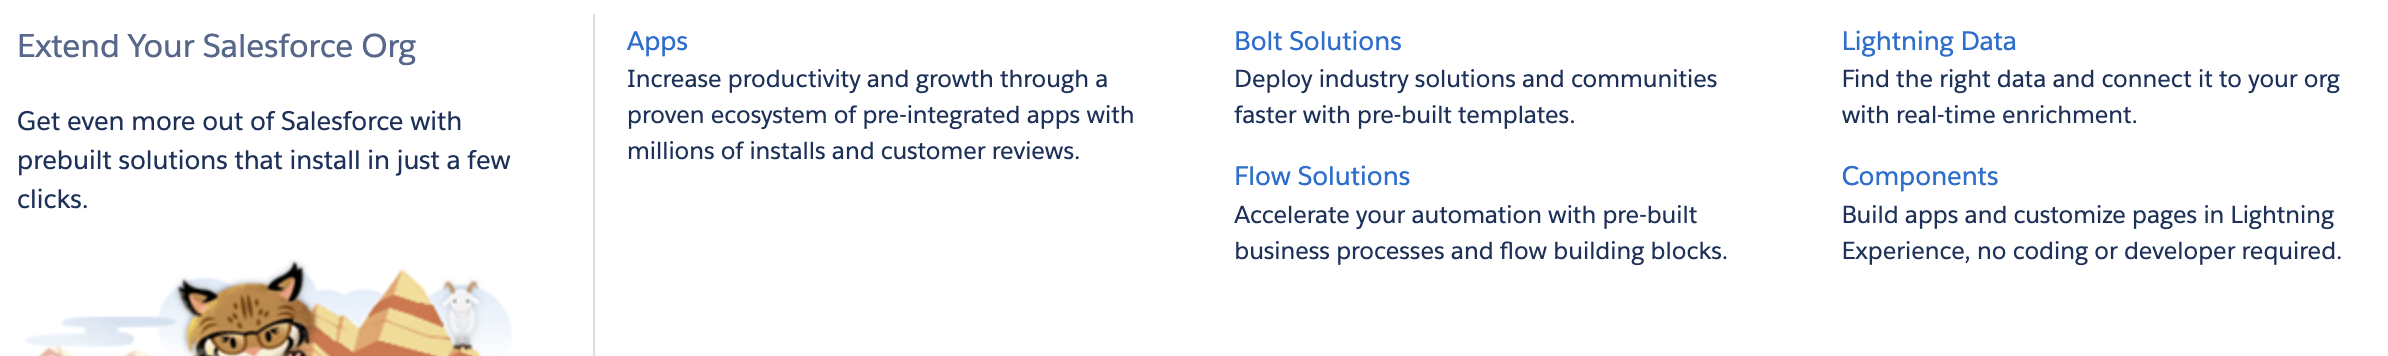 Extend Your Salesforce Org
Get even more out of Salesforce with
prebuilt solutions that install in just a few
clicks.
Apps
Increase productivity and growth through a
proven ecosystem of pre-integrated apps with
millions of installs and customer reviews.
Bolt Solutions
Deploy industry solutions and communities
faster with pre-built templates.
Flow Solutions
Accelerate your automation with pre-built
business processes and flow building blocks.
Lightning Data
Find the right data and connect it to your org
with real-time enrichment.
Components
Build apps and customize pages in Lightning
Experience, no coding or developer required.